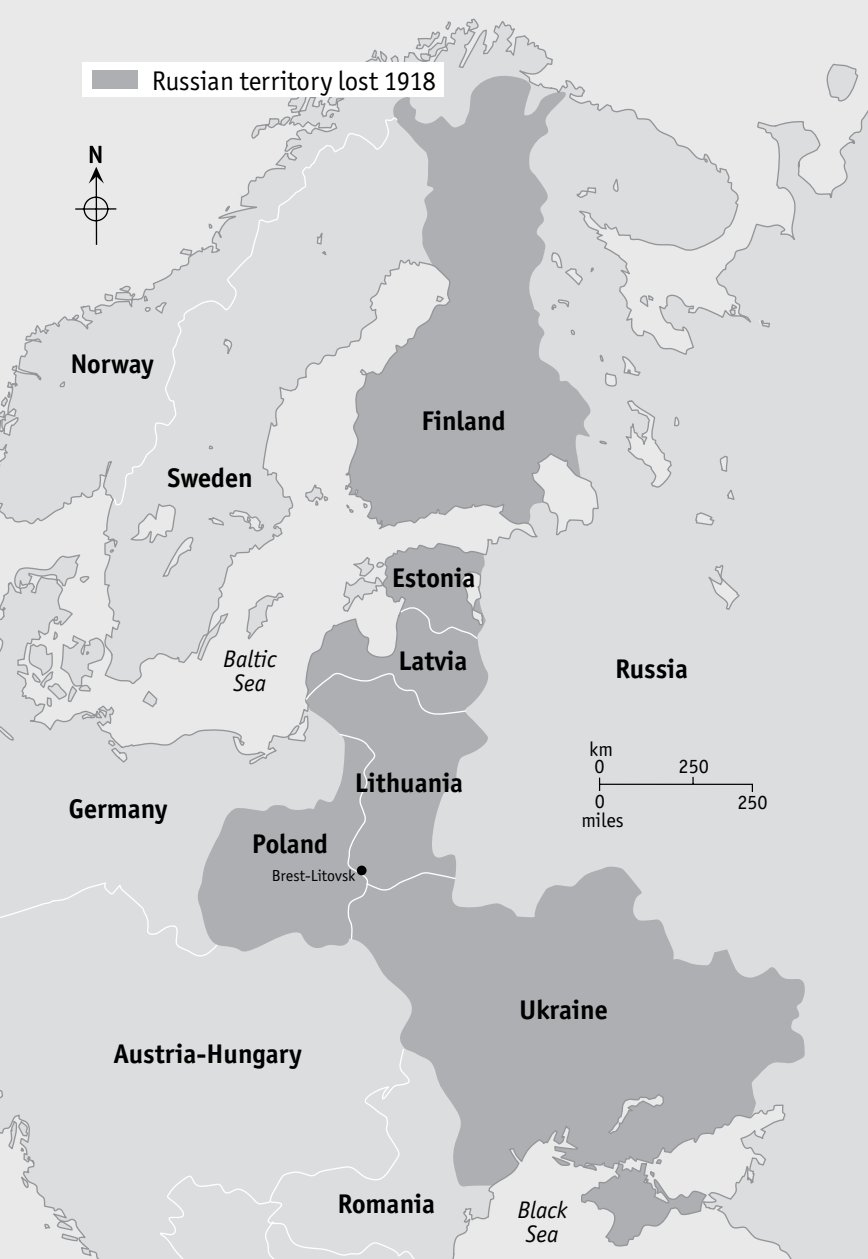 Russian territory lost 1918
N
Norway
Finland
Sweden
Estonia
Baltic
Sea
Latvia
Russia
km
0 250
Lithuania
0 250
miles
Germany
Poland
Brest-Litovsk
Ukraine
Austria-Hungary
Romania
Black
Sea